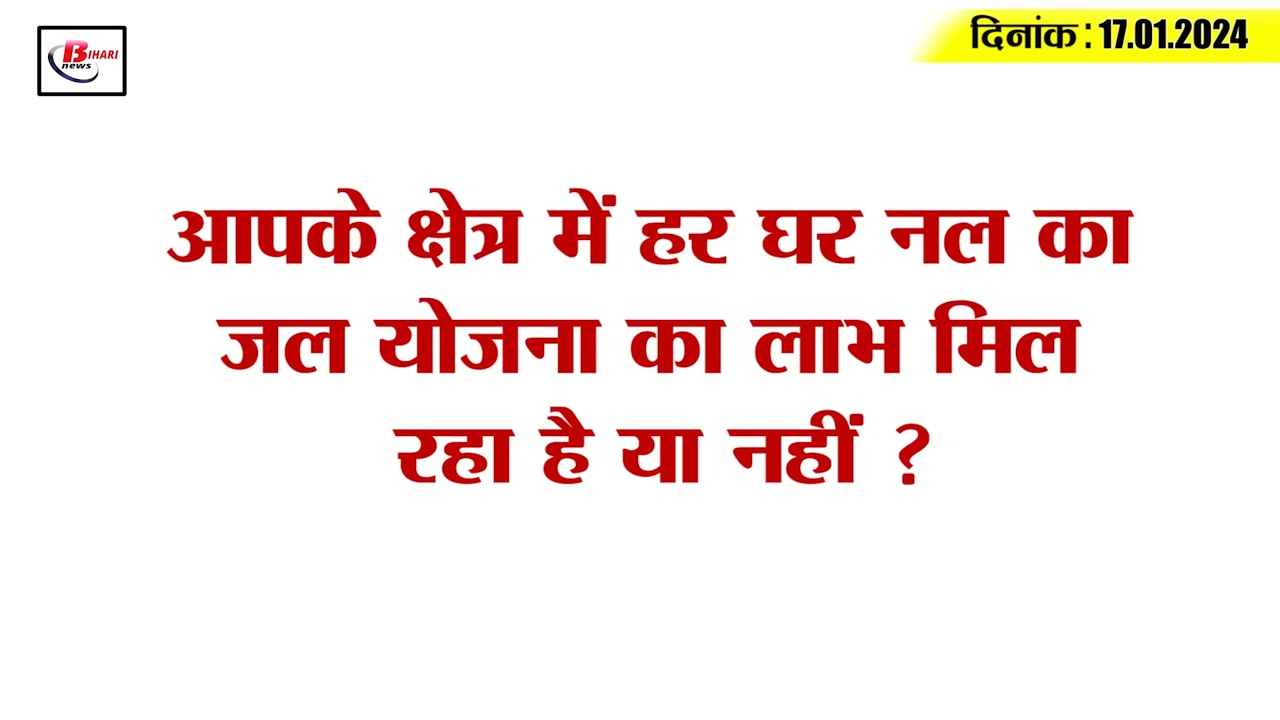 BIHARI
news
दिनांक : 17.01.2024
आपके क्षेत्र में हर घर नल का
जल योजना का लाभ मिल
रहा है या नहीं ?